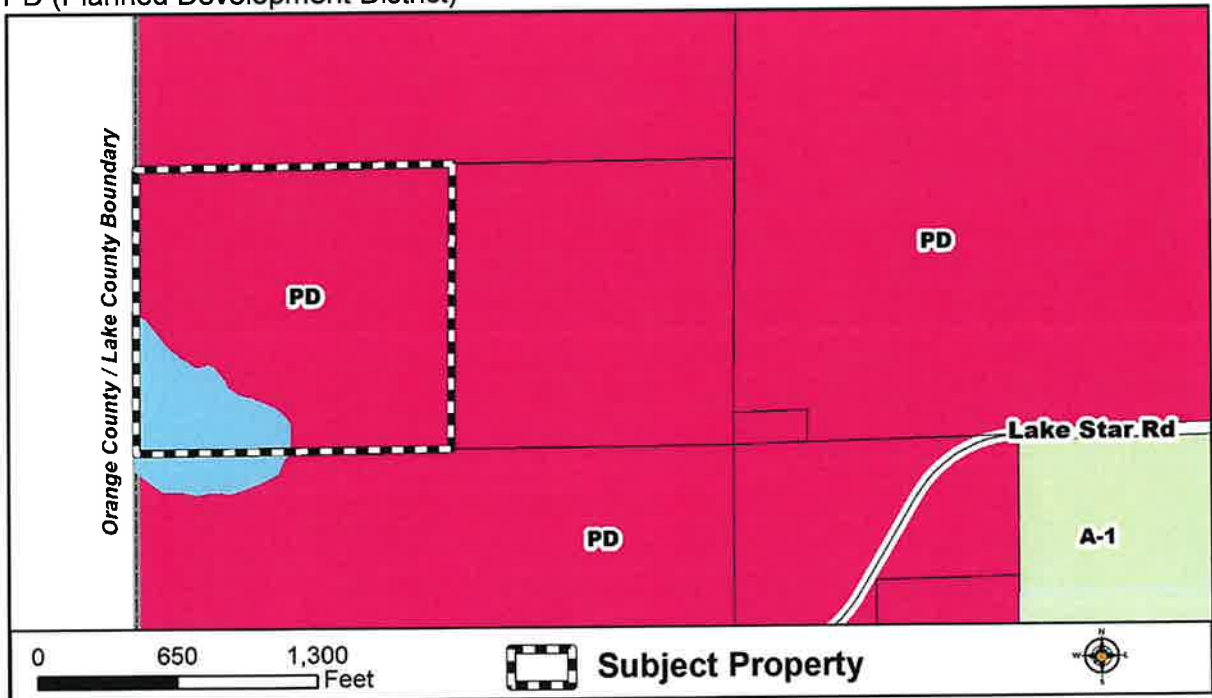 PD (Planned Development District)
Orange County / Lake County Boundary
PD
PD
Lake Star Rd
PD
A-1
0 650 1,300
Feet
Subject Property
N
W E
S